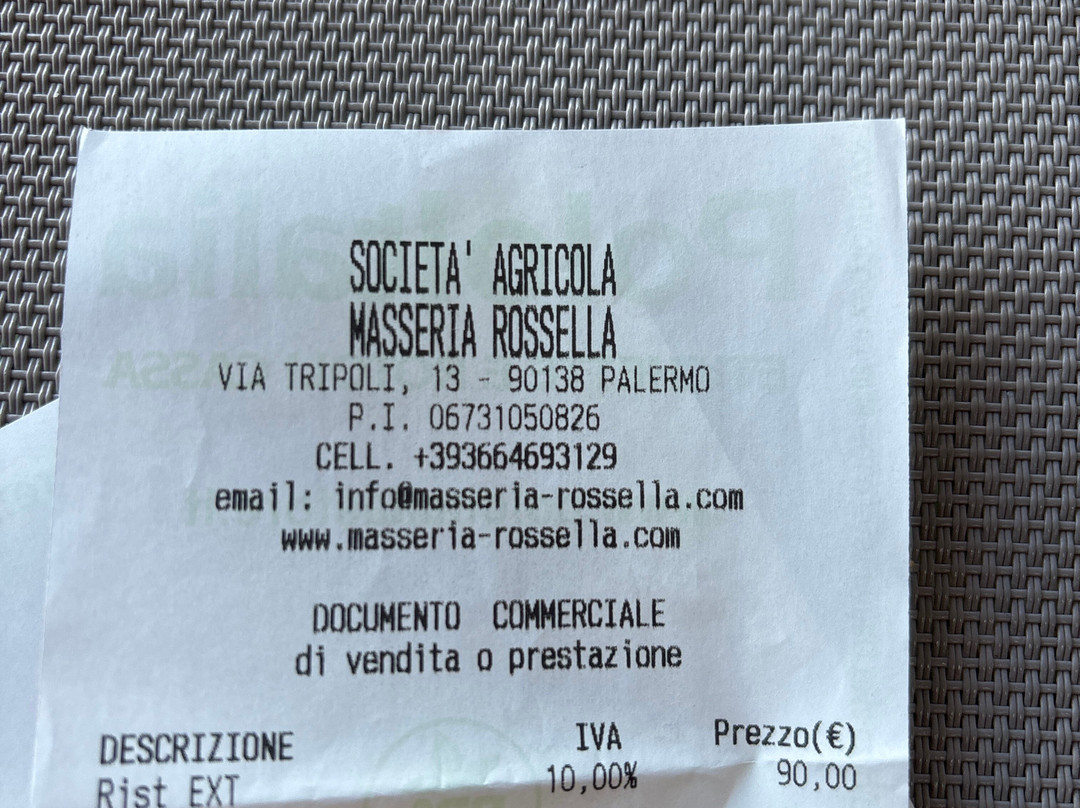 SOCIETA' AGRICOLA
MASSERIA ROSSELLA
VIA TRIPOLI, 13 - 90138 PALERMO
P.I. 06731050826
CELL. +393664693129
email: info@masseria-rossella.com
www.masseria-rossella.com
DOCUMENTO COMMERCIALE
di vendita o prestazione
DESCRIZIONE IVA Prezzo(€)
Rist EXT 10,00% 90,00